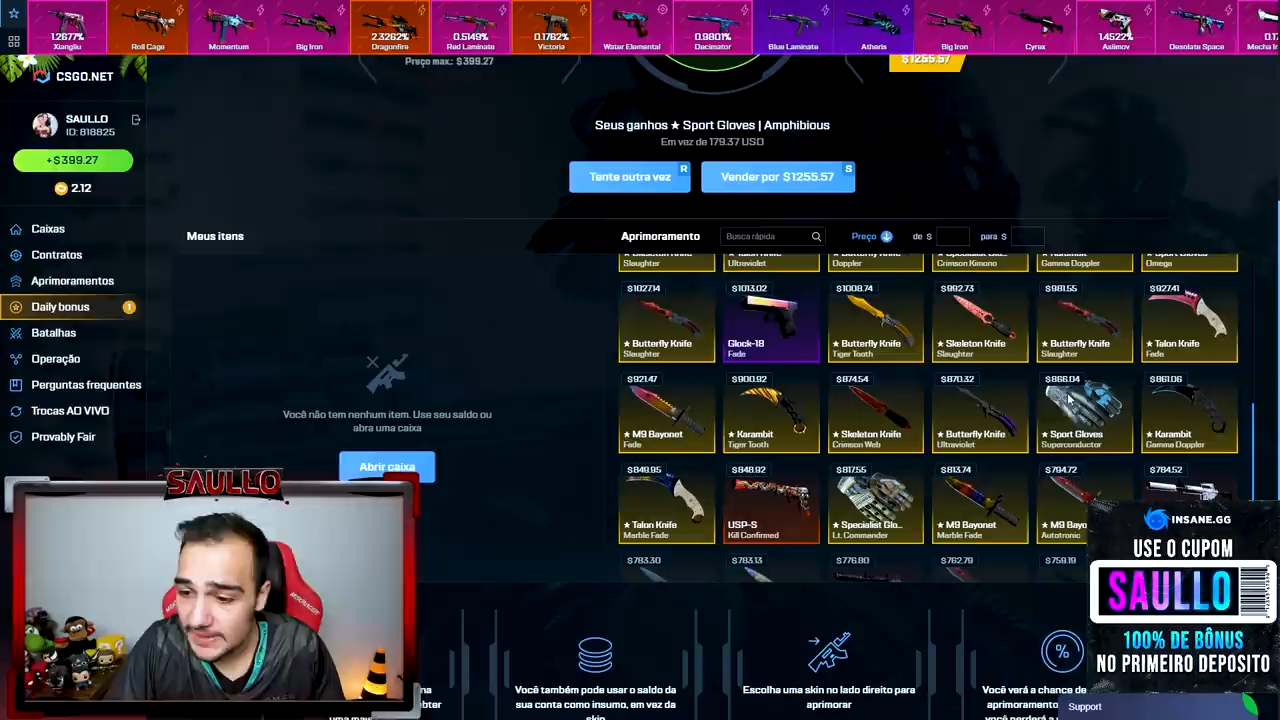 1.2677%
Xiangliu
Roll Cage
Momentum
Big Iron
2.3262%
Dragonfire
0.5149%
Red Laminate
0.1762%
Victoria
Water Elemental
0.9801%
Decimator
Blue Laminate
Atheris
Big Iron
Cyrex
1.4522%
Asiimov
Desolate Space
Mecha In
CSGO.NET
SAULLO
ID: 818825
+$399.27
2.12
Caixas
Contratos
Aprimoramentos
Daily bonus
1
Batalhas
Operação
Perguntas frequentes
Trocas AO VIVO
Provably Fair
Preço max.: $399.27
$1255.57
Seus ganhos ★ Sport Gloves | Amphibious
Em vez de 179.37 USD
Tente outra vez R
Vender por $1255.57 S
Meus itens
Aprimoramento
Busca rápida
Preço
de $
para $
Slaughter
Ultraviolet
Doppler
Crimson Kimono
Gamma Doppler
Omega
$1027.14
★ Butterfly Knife
Slaughter
$1013.02
Glock-18
Fade
$1008.74
★ Butterfly Knife
Tiger Tooth
$992.73
★ Skeleton Knife
Slaughter
$981.55
★ Butterfly Knife
Slaughter
$927.41
★ Talon Knife
Fade
$921.47
★ M9 Bayonet
Fade
$900.92
★ Karambit
Tiger Tooth
$874.54
★ Skeleton Knife
Crimson Web
$870.32
★ Butterfly Knife
Ultraviolet
$866.04
★ Sport Gloves
Superconductor
$861.06
★ Karambit
Gamma Doppler
$849.95
★ Talon Knife
Marble Fade
$848.92
USP-S
Kill Confirmed
$817.55
★ Specialist Glo...
Lt. Commander
$813.74
★ M9 Bayonet
Marble Fade
$794.72
★ M9 Bayo
Autotronic
$784.52
$783.30
$783.13
$776.80
$762.79
$759.19
Você não tem nenhum item. Use seu saldo ou
abra uma caixa
Abrir caixa
SAULLO
INSANE.GG
USE O CUPOM
SAULLO
100% DE BÔNUS
NO PRIMEIRO DEPOSITO
Support
Você também pode usar o saldo da
sua conta como insumo, em vez da
skin
Escolha uma skin no lado direito para
aprimorar
%
Você verá a chance de